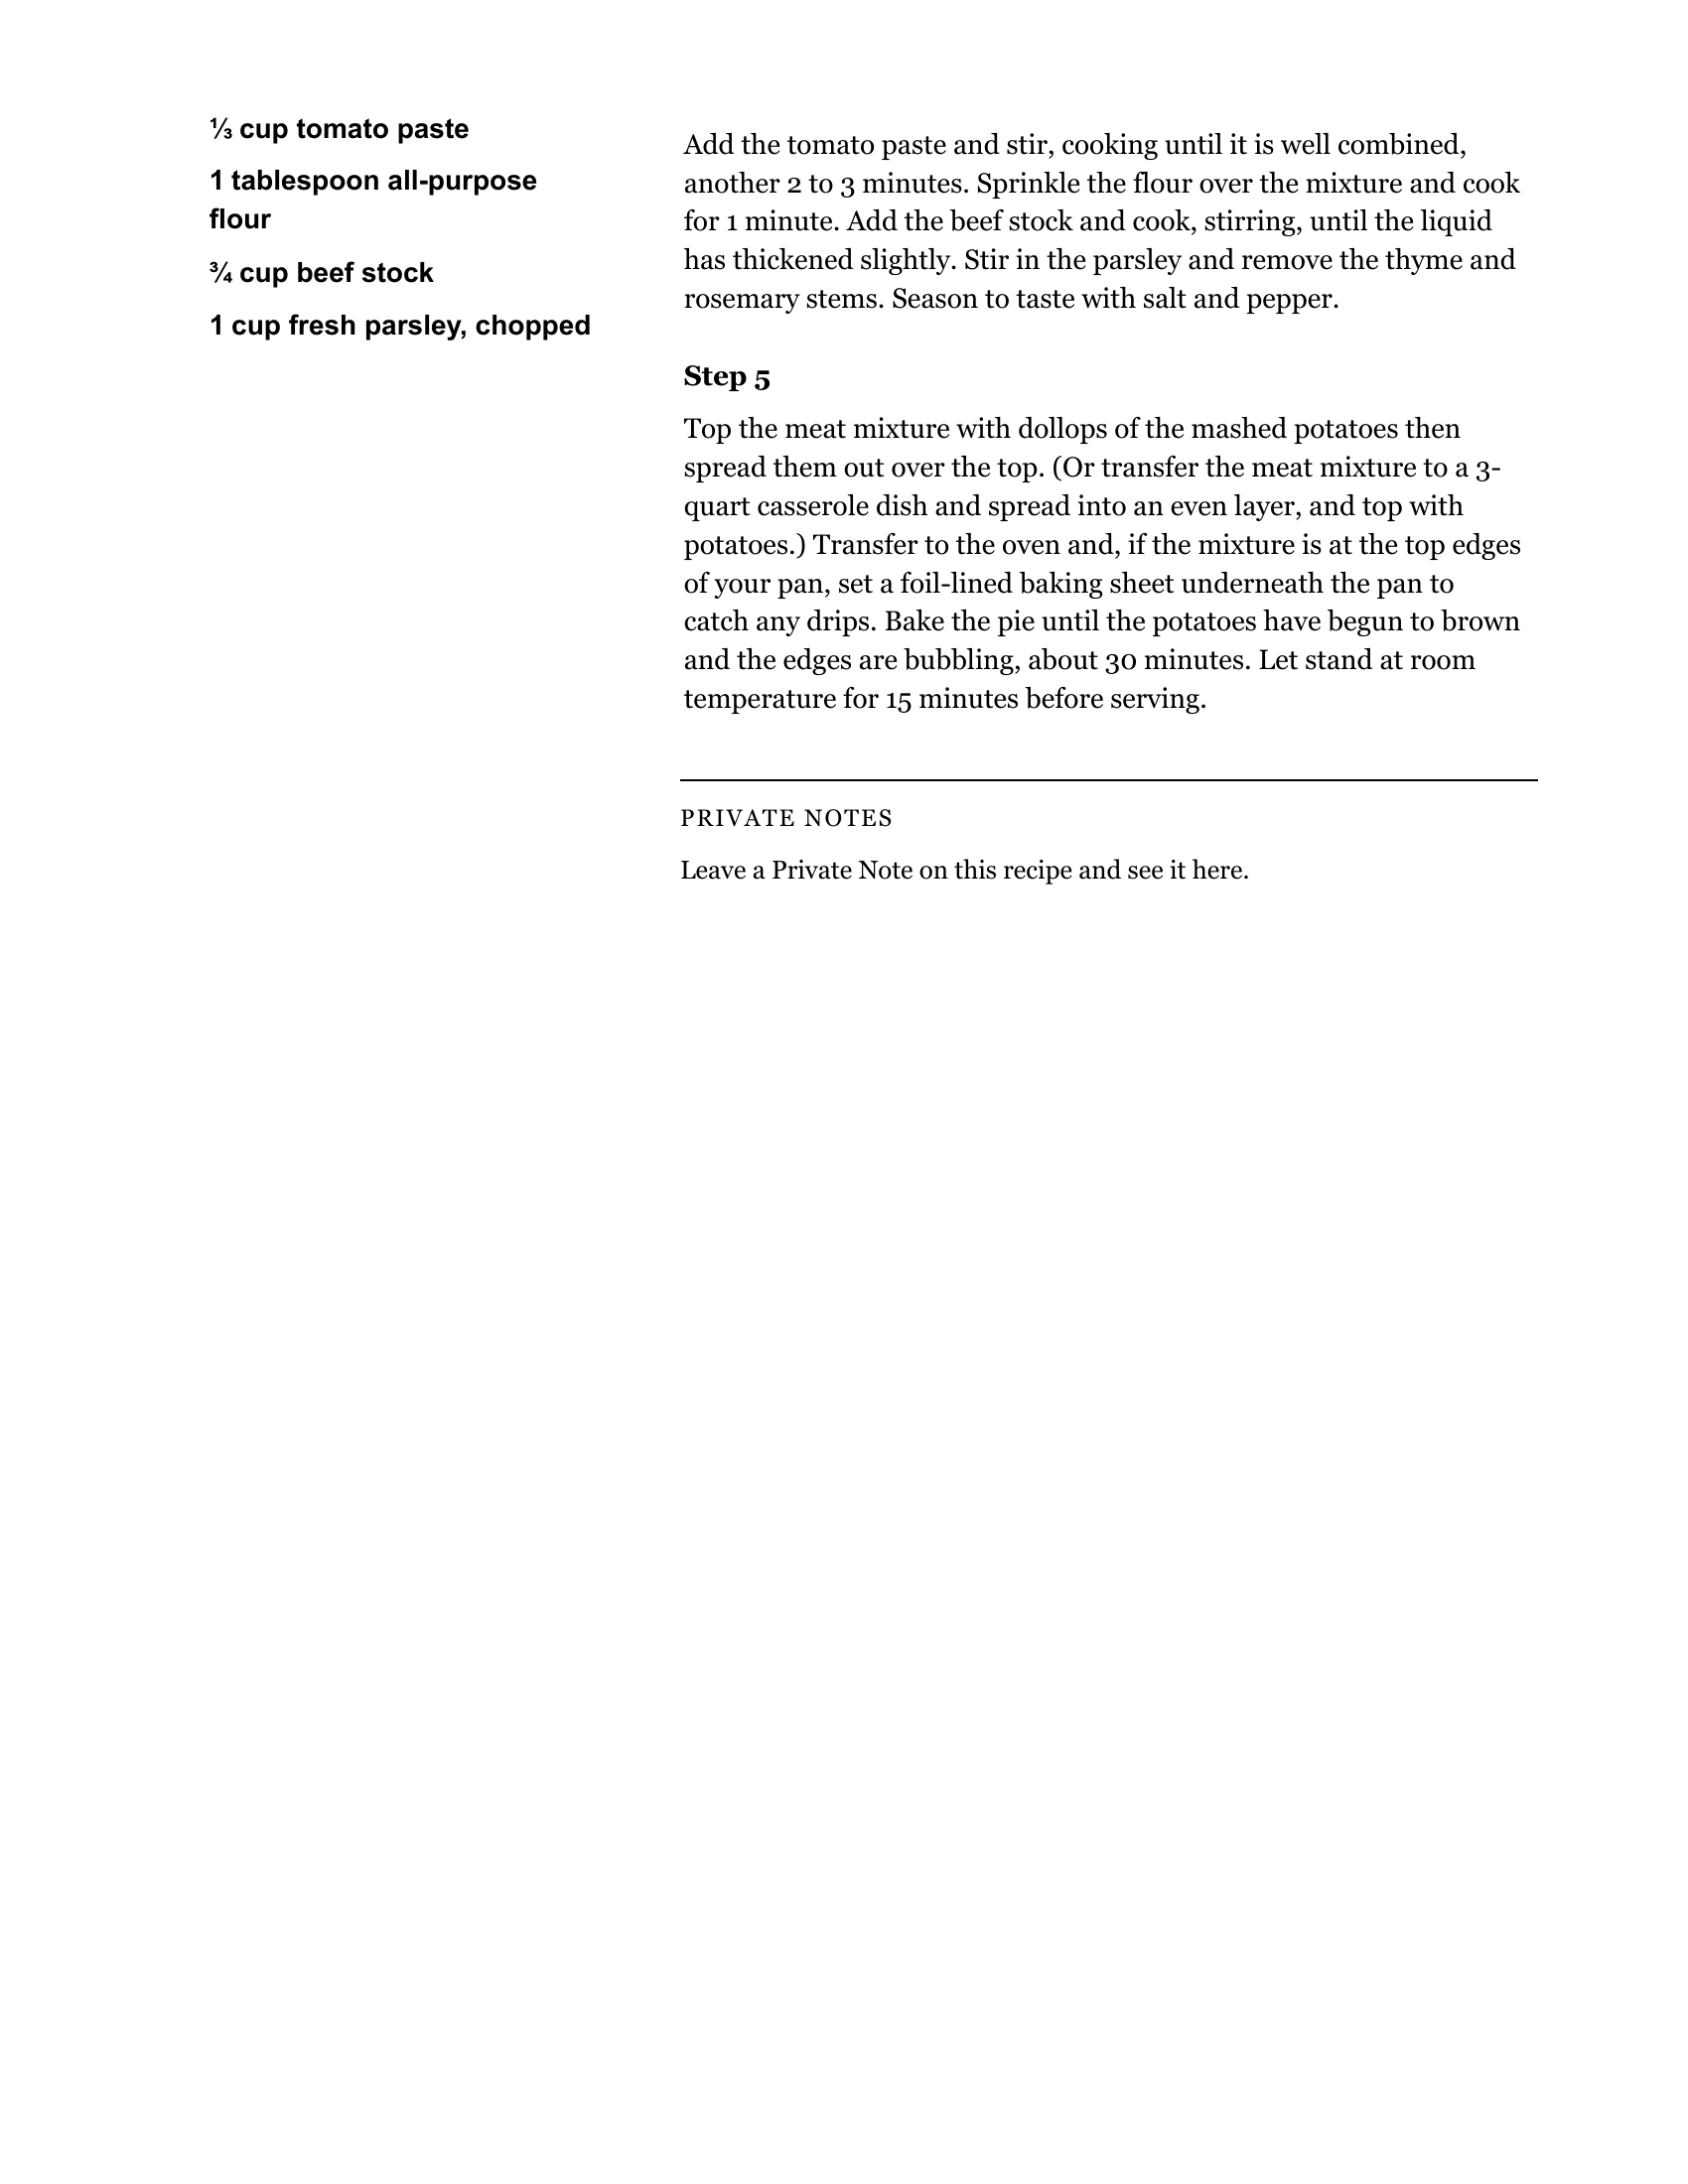 ⅓ cup tomato paste
1 tablespoon all-purpose
flour
¾ cup beef stock
1 cup fresh parsley, chopped
Add the tomato paste and stir, cooking until it is well combined,
another 2 to 3 minutes. Sprinkle the flour over the mixture and cook
for 1 minute. Add the beef stock and cook, stirring, until the liquid
has thickened slightly. Stir in the parsley and remove the thyme and
rosemary stems. Season to taste with salt and pepper.
Step 5
Top the meat mixture with dollops of the mashed potatoes then
spread them out over the top. (Or transfer the meat mixture to a 3-
quart casserole dish and spread into an even layer, and top with
potatoes.) Transfer to the oven and, if the mixture is at the top edges
of your pan, set a foil-lined baking sheet underneath the pan to
catch any drips. Bake the pie until the potatoes have begun to brown
and the edges are bubbling, about 30 minutes. Let stand at room
temperature for 15 minutes before serving.
PRIVATE NOTES
Leave a Private Note on this recipe and see it here.